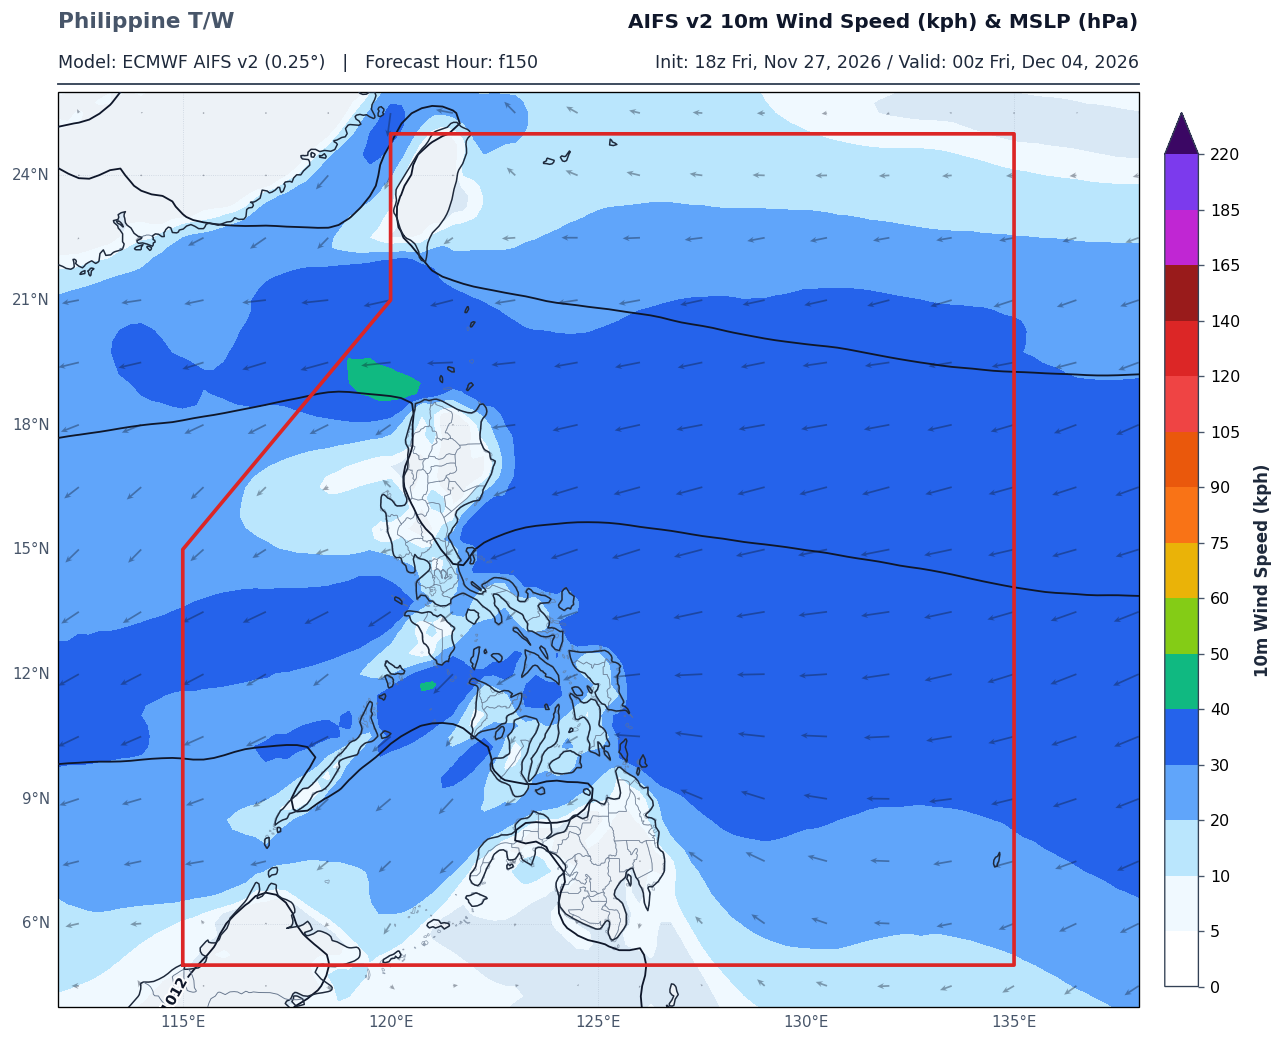 Philippine T/W
AIFS v2 10m Wind Speed (kph) & MSLP (hPa)
Model: ECMWF AIFS v2 (0.25°) | Forecast Hour: f150
Init: 18z Fri, Nov 27, 2026 / Valid: 00z Fri, Dec 04, 2026
24°N
21°N
18°N
15°N
12°N
9°N
6°N
115°E
120°E
125°E
130°E
135°E
1012
220
185
165
140
120
105
90
75
60
50
40
30
20
10
5
0
10m Wind Speed (kph)